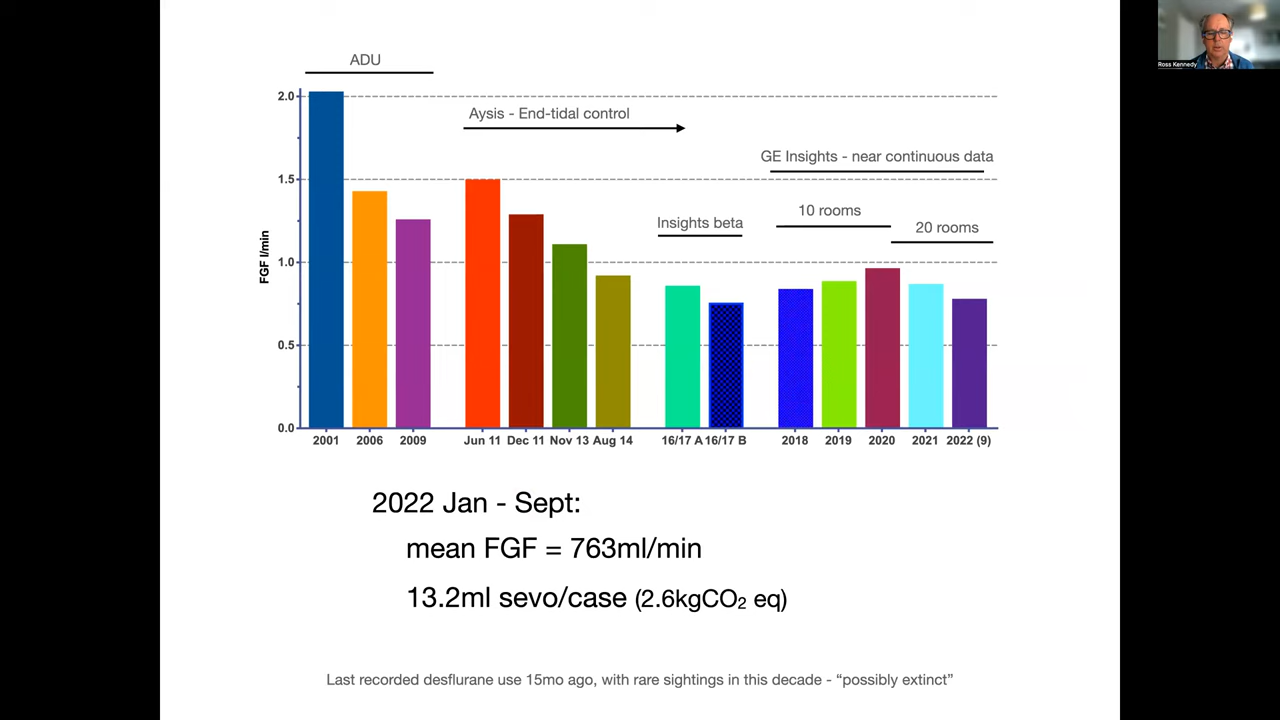 Ross Kennedy
ADU
2.0
Aysis - End-tidal control
GE Insights - near continuous data
1.5
10 rooms
Insights beta
20 rooms
FGF l/min
1.0
0.5
0.0
2001 2006 2009 Jun 11 Dec 11 Nov 13 Aug 14 16/17 A 16/17 B 2018 2019 2020 2021 2022 (9)
2022 Jan - Sept:
mean FGF = 763ml/min
13.2ml sevo/case (2.6kgCO₂ eq)
Last recorded desflurane use 15mo ago, with rare sightings in this decade - “possibly extinct”